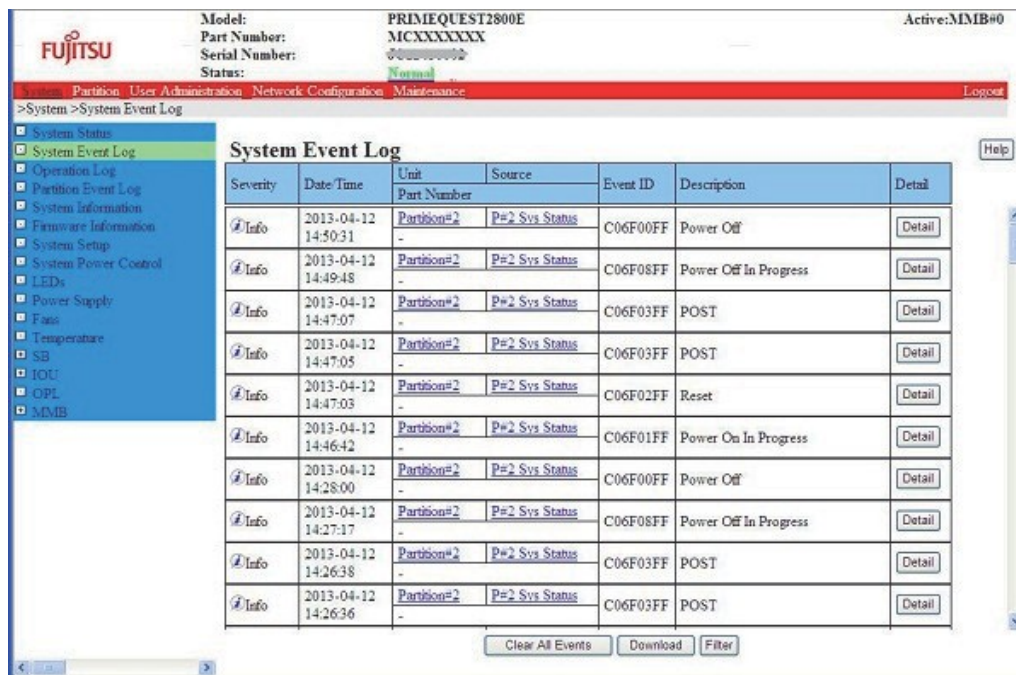 FUJITSU
Model: PRIMEQUEST2800E Active:MMB#0
Part Number: MCXXXXXXX
Serial Number:
Status: Normal
System Partition User Administration Network Configuration Maintenance Logout
>System >System Event Log
System Status
System Event Log
Operation Log
Partition Event Log
System Information
Firmware Information
System Setup
System Power Control
LEDs
Power Supply
Fans
Temperature
SB
IOU
OPL
MMB
System Event Log Help
Severity Date/Time Unit Source Event ID Description Detail
Part Number
Info 2013-04-12 14:50:31 Partition#2 P#2 Sys Status C06F00FF Power Off Detail
-
Info 2013-04-12 14:49:48 Partition#2 P#2 Sys Status C06F08FF Power Off In Progress Detail
-
Info 2013-04-12 14:47:07 Partition#2 P#2 Sys Status C06F03FF POST Detail
-
Info 2013-04-12 14:47:05 Partition#2 P#2 Sys Status C06F03FF POST Detail
-
Info 2013-04-12 14:47:03 Partition#2 P#2 Sys Status C06F02FF Reset Detail
-
Info 2013-04-12 14:46:42 Partition#2 P#2 Sys Status C06F01FF Power On In Progress Detail
-
Info 2013-04-12 14:28:00 Partition#2 P#2 Sys Status C06F00FF Power Off Detail
-
Info 2013-04-12 14:27:17 Partition#2 P#2 Sys Status C06F08FF Power Off In Progress Detail
-
Info 2013-04-12 14:26:38 Partition#2 P#2 Sys Status C06F03FF POST Detail
-
Info 2013-04-12 14:26:36 Partition#2 P#2 Sys Status C06F03FF POST Detail
-
Clear All Events Download Filter